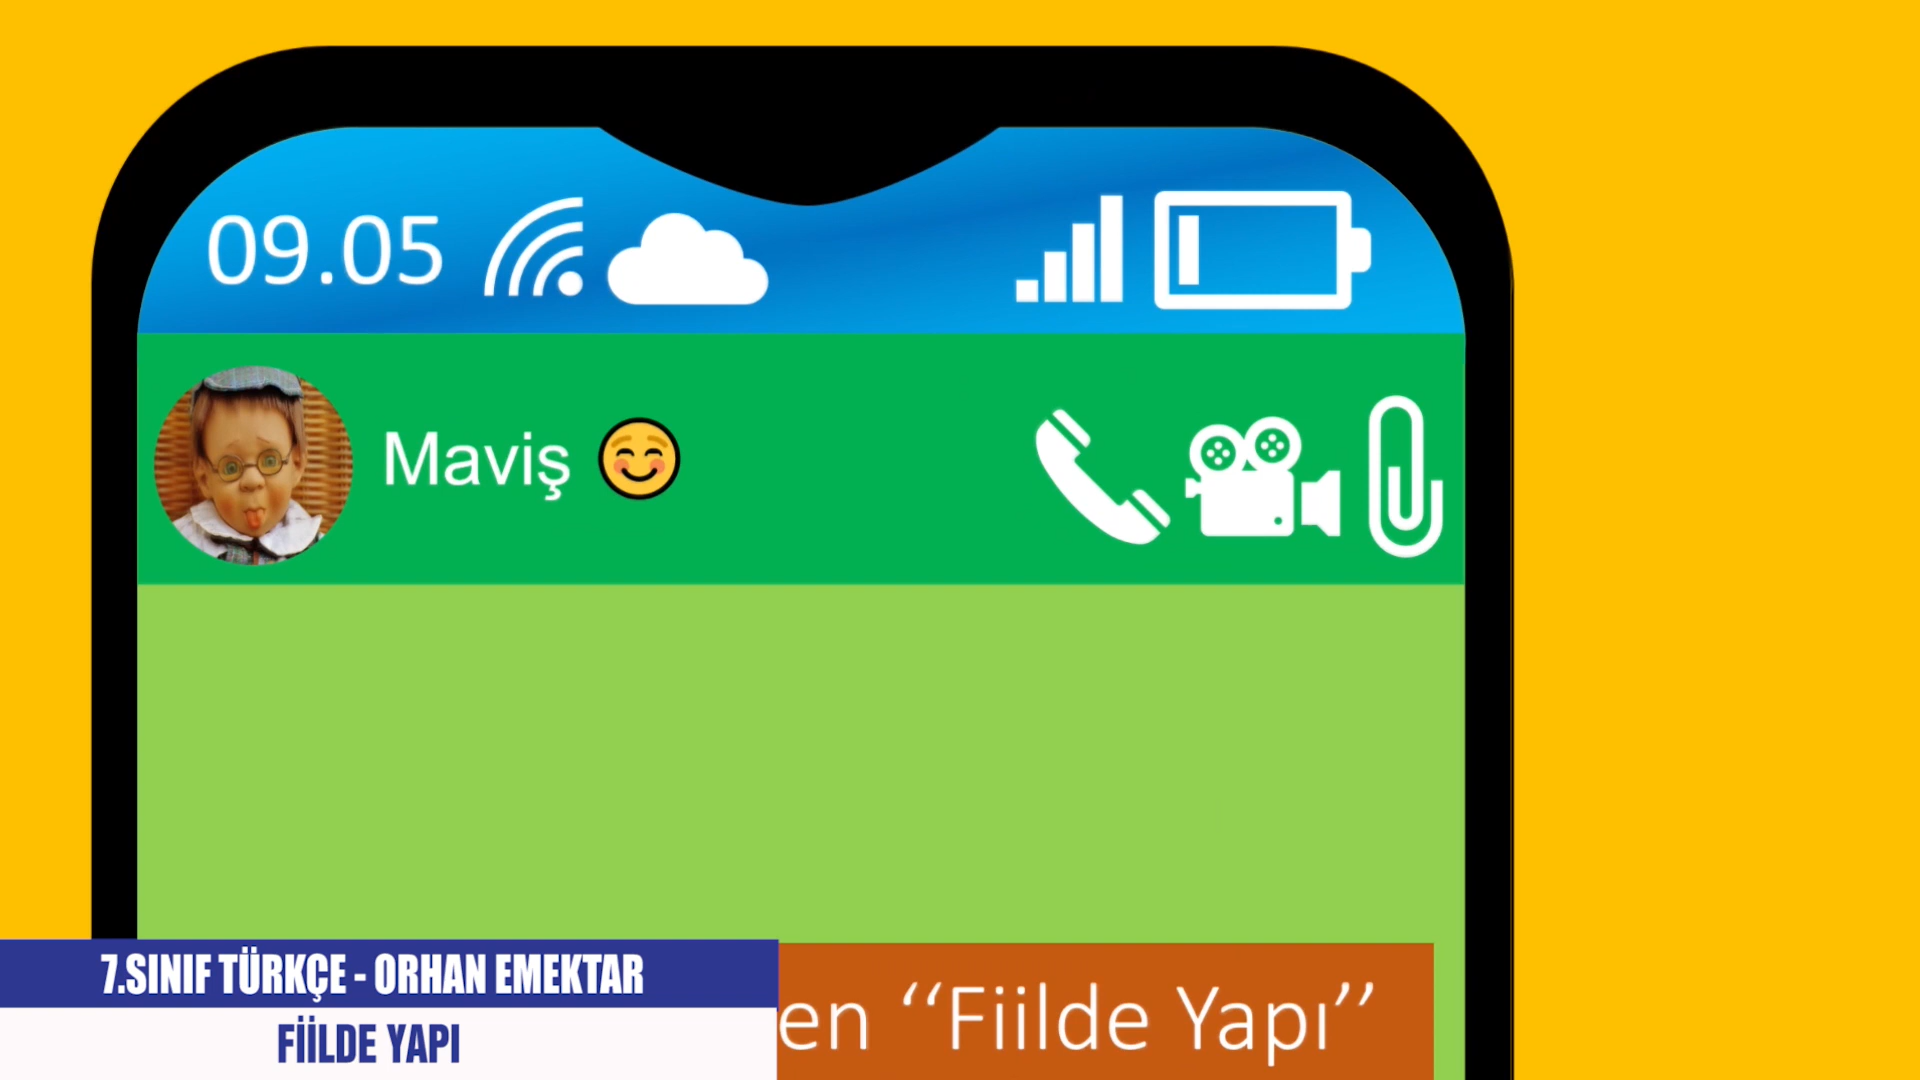 09.05
Maviş
en ‘‘Fiilde Yapı’’
7.SINIF TÜRKÇE - ORHAN EMEKTAR
FİİLDE YAPI